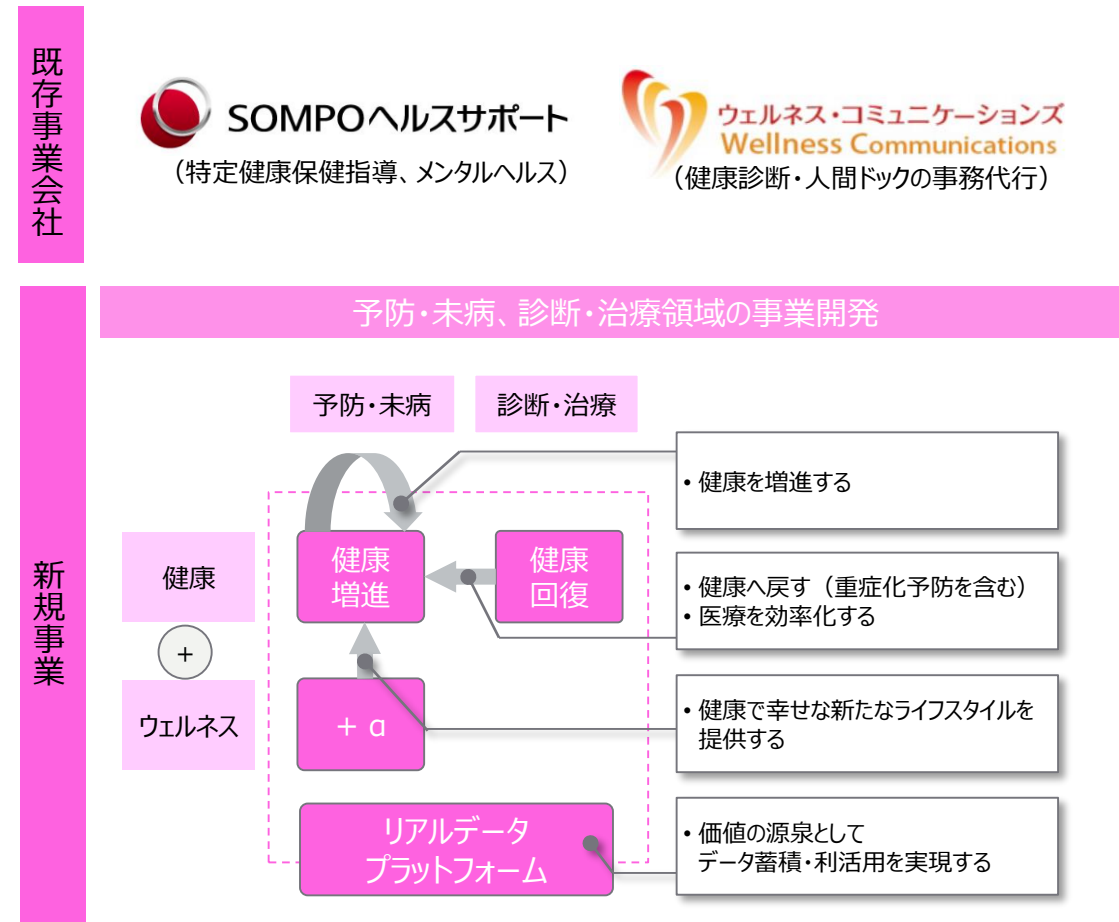 既存事業会社
SOMPOヘルスサポート
（特定健康保健指導、メンタルヘルス）
ウェルネス・コミュニケーションズ
Wellness Communications
（健康診断・人間ドックの事務代行）
新規事業
予防・未病、診断・治療領域の事業開発
予防・未病
診断・治療
健康
+
ウェルネス
健康
増進
健康
回復
+ α
リアルデータ
プラットフォーム
・健康を増進する
・健康へ戻す（重症化予防を含む）
・医療を効率化する
・健康で幸せな新たなライフスタイルを
提供する
・価値の源泉として
データ蓄積・利活用を実現する